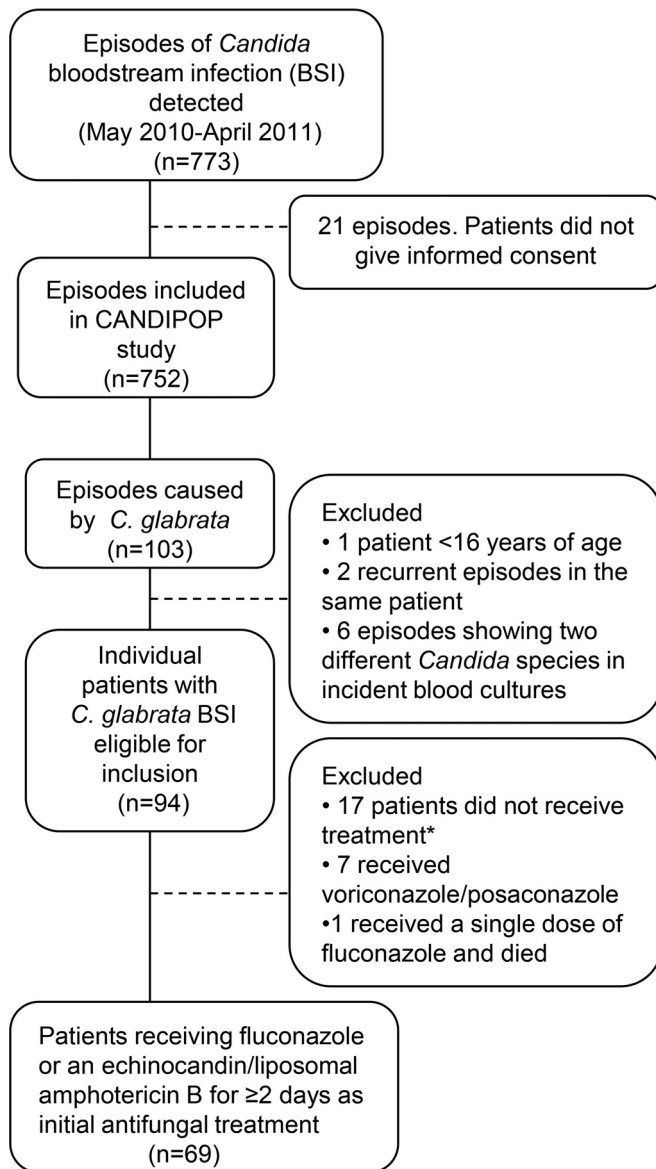 Episodes of Candida
bloodstream infection (BSI)
detected
(May 2010-April 2011)
(n=773)
21 episodes. Patients did not
give informed consent
Episodes included
in CANDIPOP
study
(n=752)
Episodes caused
by C. glabrata
(n=103)
Excluded
• 1 patient <16 years of age
• 2 recurrent episodes in the
same patient
• 6 episodes showing two
different Candida species in
incident blood cultures
Individual
patients with
C. glabrata BSI
eligible for
inclusion
(n=94)
Excluded
• 17 patients did not receive
treatment*
• 7 received
voriconazole/posaconazole
•1 received a single dose of
fluconazole and died
Patients receiving fluconazole
or an echinocandin/liposomal
amphotericin B for ≥2 days as
initial antifungal treatment
(n=69)